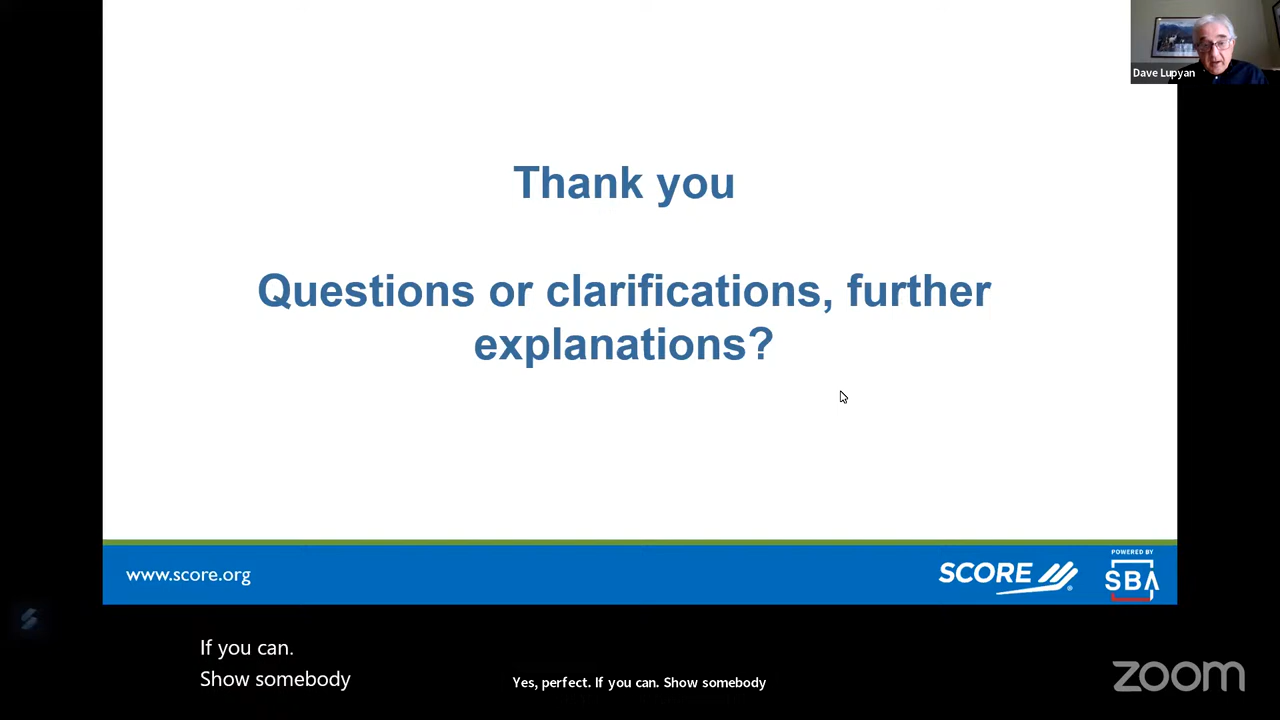 Dave Lupyan
Thank you
Questions or clarifications, further
explanations?
www.score.org
SCORE
POWERED BY
SBA
If you can.
Show somebody
Yes, perfect. If you can. Show somebody
zoom